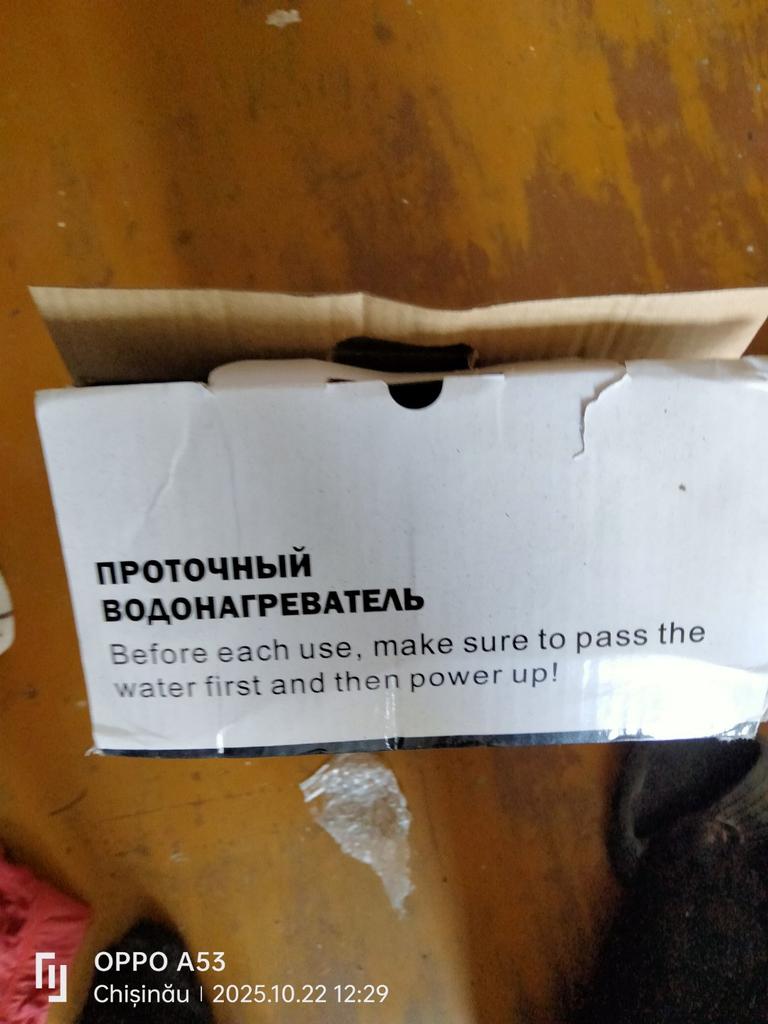 ПРОТОЧНЫЙ
ВОДОНАГРЕВАТЕЛЬ
Before each use, make sure to pass the
water first and then power up!
OPPO A53
Chișinău | 2025.10.22 12:29